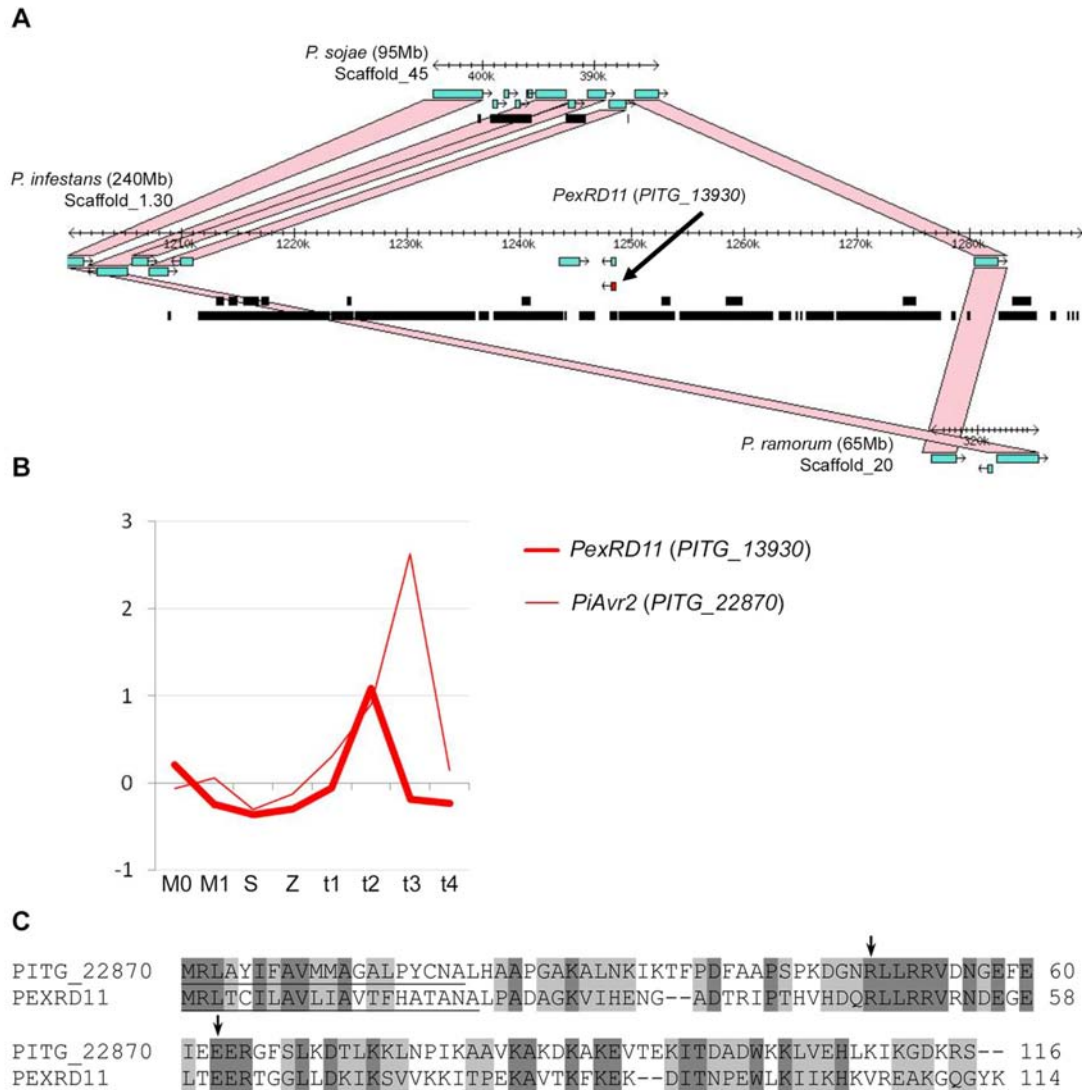 A
P. sojae (95Mb)
Scaffold_45
400k 390k
P. infestans (240Mb)
Scaffold_1.30
PexRD11 (PITG_13930)
1210k 1220k 1230k 1240k 1250k 1260k 1270k 1280k
P. ramorum (65Mb)
Scaffold_20
320k
B
3
2
1
0
-1
M0 M1 S Z t1 t2 t3 t4
PexRD11 (PITG_13930)
PiAvr2 (PITG_22870)
C
PITG_22870 MRLAYIFAVMMAGALPYCNALHAAPGAKALNKIKTFPDFAAPSPKDGNRLLRRVDNGEFE 60
PEXRD11 MRLTCILAVLIAVTFHATANALPADAGKVIHENG--ADTRIPTHVHDQRLLRRVRNDEGE 58
PITG_22870 IEEERGFSLKDTLKKLNPIKAAVKAKDKAKEVTEKITDADWKKLVEHLKIKGDKRS-- 116
PEXRD11 LTEERTGGLLDKIKSVVKKITPEKAVTKFKEK--DITNPEWLKIIKHKVREAKGQGYK 114